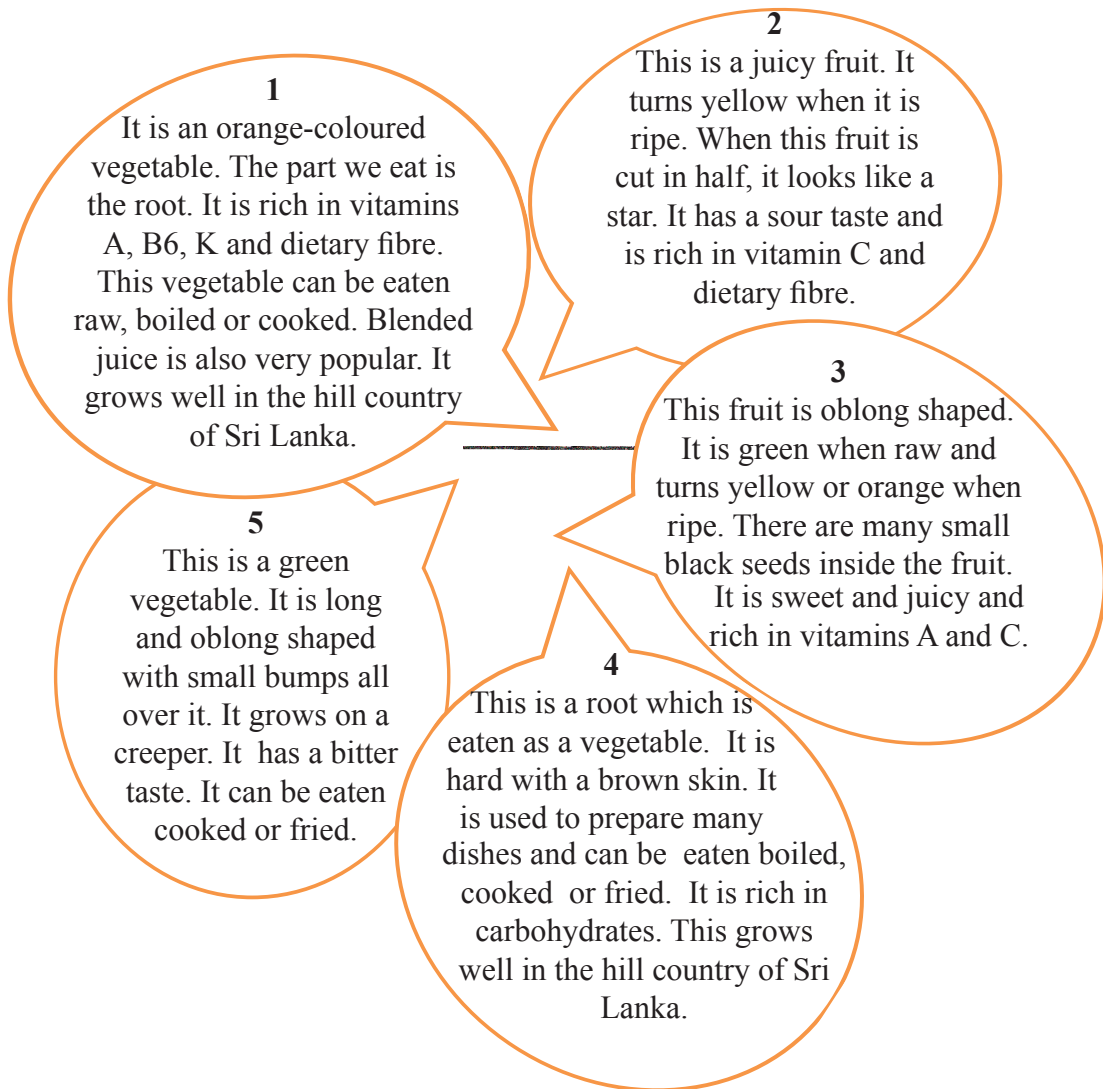 1
It is an orange-coloured
vegetable. The part we eat is
the root. It is rich in vitamins
A, B6, K and dietary fibre.
This vegetable can be eaten
raw, boiled or cooked. Blended
juice is also very popular. It
grows well in the hill country
of Sri Lanka.
2
This is a juicy fruit. It
turns yellow when it is
ripe. When this fruit is
cut in half, it looks like a
star. It has a sour taste and
is rich in vitamin C and
dietary fibre.
3
This fruit is oblong shaped.
It is green when raw and
turns yellow or orange when
ripe. There are many small
black seeds inside the fruit.
It is sweet and juicy and
rich in vitamins A and C.
4
This is a root which is
eaten as a vegetable. It is
hard with a brown skin. It
is used to prepare many
dishes and can be eaten boiled,
cooked or fried. It is rich in
carbohydrates. This grows
well in the hill country of Sri
Lanka.
5
This is a green
vegetable. It is long
and oblong shaped
with small bumps all
over it. It grows on a
creeper. It has a bitter
taste. It can be eaten
cooked or fried.